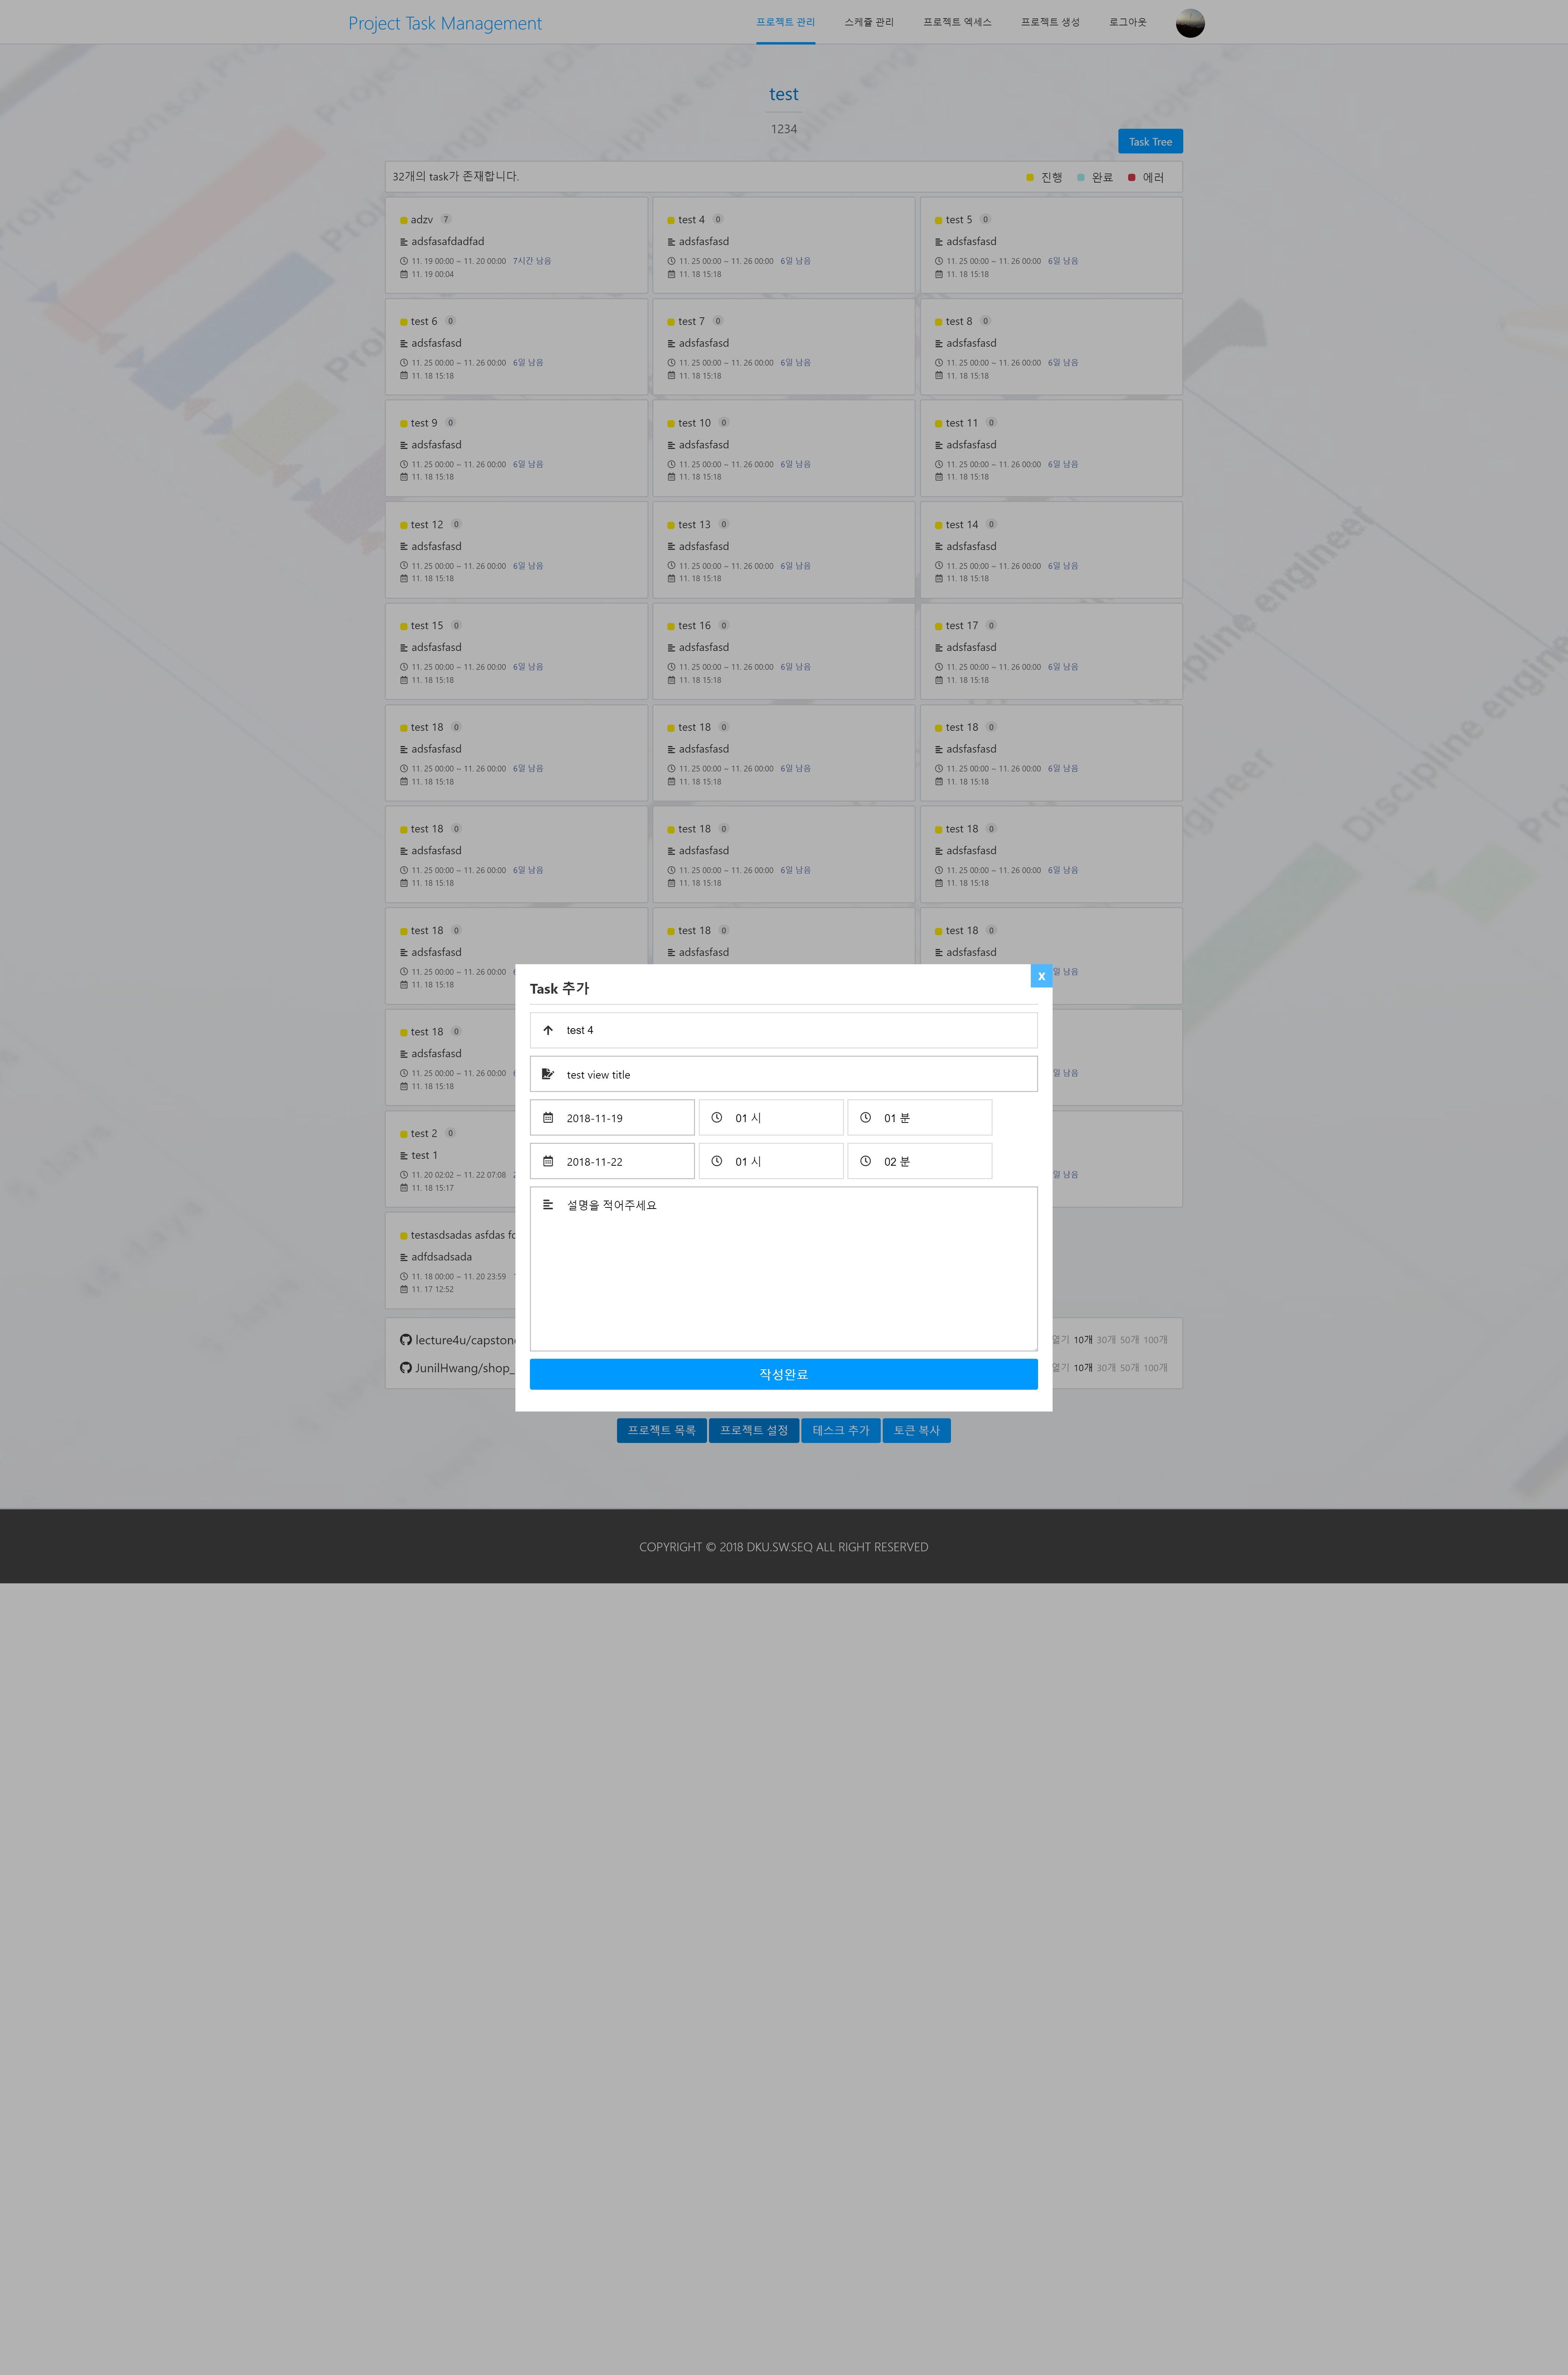 Project Task Management
프로젝트 관리 스케줄 관리 프로젝트 엑세스 프로젝트 생성 로그아웃
test
1234
Task Tree
32개의 task가 존재합니다. 진행 완료 에러
adzv 7 test 4 0 test 5 0
adsfasafdadfad adsfasfasd adsfasfasd
11. 19 00:00 ~ 11. 20 00:00 7시간 남음 11. 25 00:00 ~ 11. 26 00:00 6일 남음 11. 25 00:00 ~ 11. 26 00:00 6일 남음
11. 19 00:04 11. 18 15:18 11. 18 15:18
test 6 0 test 7 0 test 8 0
adsfasfasd adsfasfasd adsfasfasd
11. 25 00:00 ~ 11. 26 00:00 6일 남음 11. 25 00:00 ~ 11. 26 00:00 6일 남음 11. 25 00:00 ~ 11. 26 00:00 6일 남음
11. 18 15:18 11. 18 15:18 11. 18 15:18
test 9 0 test 10 0 test 11 0
adsfasfasd adsfasfasd adsfasfasd
11. 25 00:00 ~ 11. 26 00:00 6일 남음 11. 25 00:00 ~ 11. 26 00:00 6일 남음 11. 25 00:00 ~ 11. 26 00:00 6일 남음
11. 18 15:18 11. 18 15:18 11. 18 15:18
test 12 0 test 13 0 test 14 0
adsfasfasd adsfasfasd adsfasfasd
11. 25 00:00 ~ 11. 26 00:00 6일 남음 11. 25 00:00 ~ 11. 26 00:00 6일 남음 11. 25 00:00 ~ 11. 26 00:00 6일 남음
11. 18 15:18 11. 18 15:18 11. 18 15:18
test 15 0 test 16 0 test 17 0
adsfasfasd adsfasfasd adsfasfasd
11. 25 00:00 ~ 11. 26 00:00 6일 남음 11. 25 00:00 ~ 11. 26 00:00 6일 남음 11. 25 00:00 ~ 11. 26 00:00 6일 남음
11. 18 15:18 11. 18 15:18 11. 18 15:18
test 18 0 test 18 0 test 18 0
adsfasfasd adsfasfasd adsfasfasd
11. 25 00:00 ~ 11. 26 00:00 6일 남음 11. 25 00:00 ~ 11. 26 00:00 6일 남음 11. 25 00:00 ~ 11. 26 00:00 6일 남음
11. 18 15:18 11. 18 15:18 11. 18 15:18
test 18 0 test 18 0 test 18 0
adsfasfasd adsfasfasd adsfasfasd
11. 25 00:00 ~ 11. 26 00:00 6일 남음 11. 25 00:00 ~ 11. 26 00:00 6일 남음 11. 25 00:00 ~ 11. 26 00:00 6일 남음
11. 18 15:18 11. 18 15:18 11. 18 15:18
test 18 0 test 18 0 test 18 0
adsfasfasd adsfasfasd adsfasfasd
11. 25 00:00 ~ 11. 26 00:00 일 남음
11. 18 15:18
test 18 0
adsfasfasd
11. 25 00:00 ~ 11. 26 00:00 일 남음
11. 18 15:18
test 2 0
test 1
11. 20 02:02 ~ 11. 22 07:08 일 남음
11. 18 15:17
testasdsadas asfdas
adfdsadsada
11. 18 00:00 ~ 11. 20 23:59
11. 17 12:52
Task 추가 x
test 4
test view title
2018-11-19 01 시 01 분
2018-11-22 01 시 02 분
설명을 적어주세요
작성완료
lecture4u/capston 열기 10개 30개 50개 100개
JunilHwang/shop_ 열기 10개 30개 50개 100개
프로젝트 목록 프로젝트 설정 테스크 추가 토큰 복사
COPYRIGHT © 2018 DKU.SW.SEQ ALL RIGHT RESERVED
Project sponsor
Discipline engineer